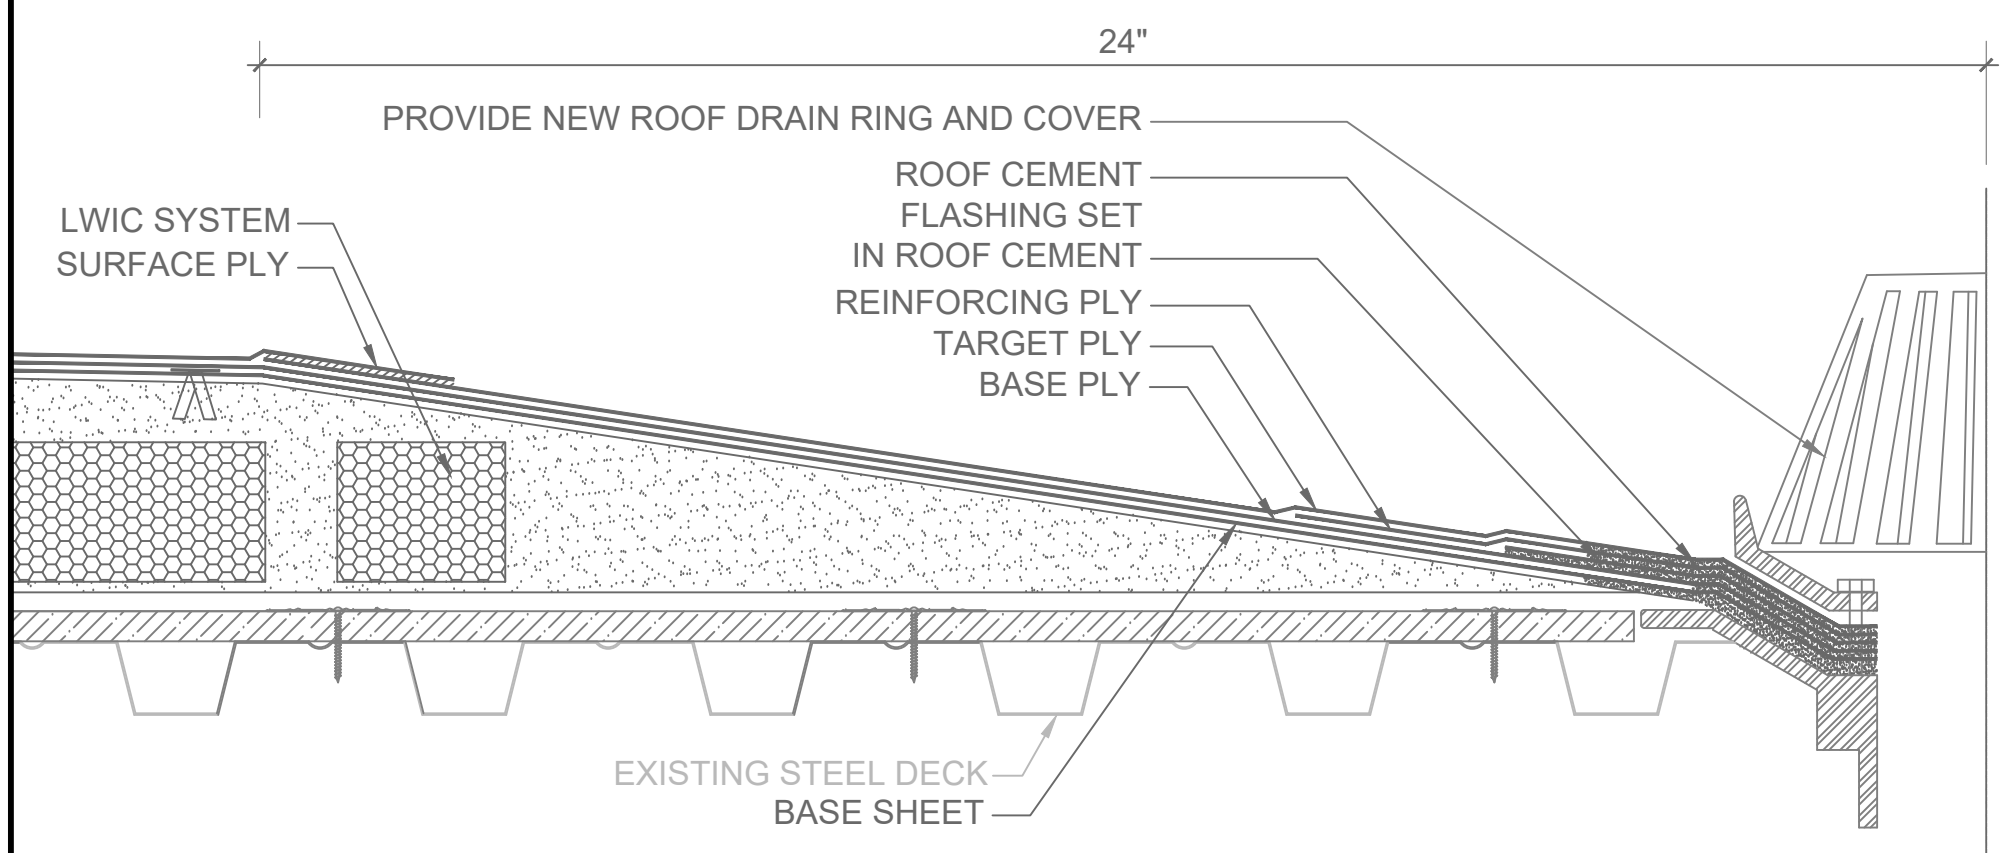 24"
PROVIDE NEW ROOF DRAIN RING AND COVER
ROOF CEMENT
FLASHING SET
IN ROOF CEMENT
REINFORCING PLY
TARGET PLY
BASE PLY
LWIC SYSTEM
SURFACE PLY
EXISTING STEEL DECK
BASE SHEET